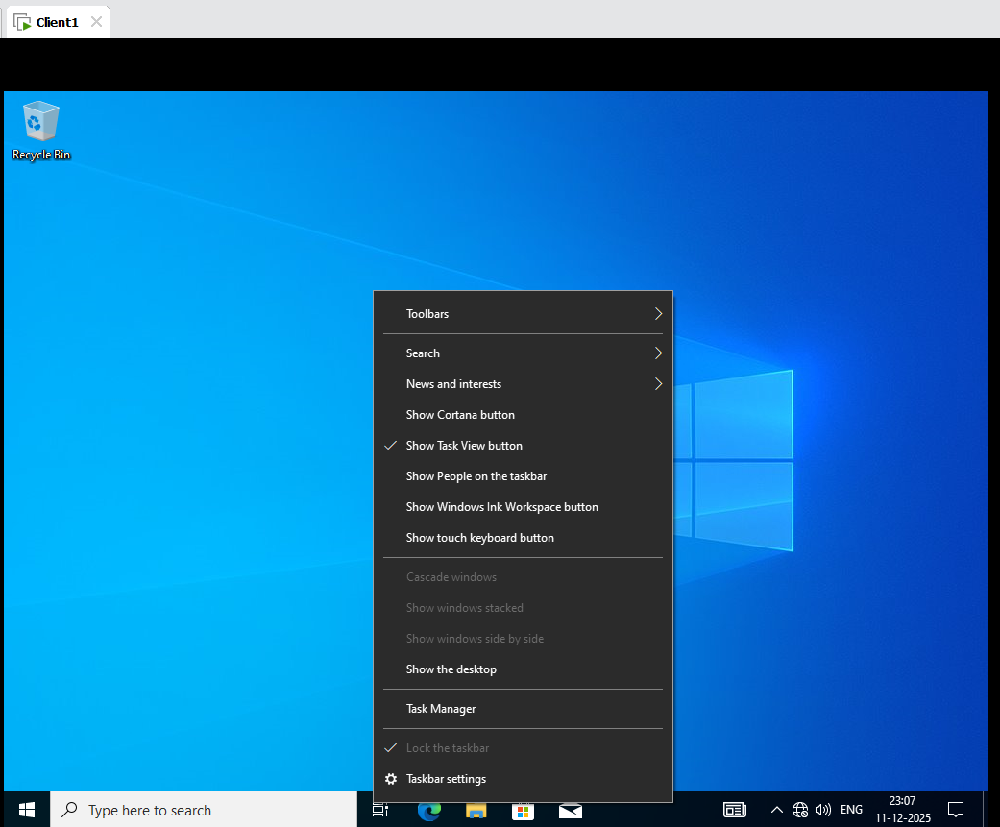 Client1
Recycle Bin
Toolbars
Search
News and interests
Show Cortana button
Show Task View button
Show People on the taskbar
Show Windows Ink Workspace button
Show touch keyboard button
Cascade windows
Show windows stacked
Show windows side by side
Show the desktop
Task Manager
Lock the taskbar
Taskbar settings
Type here to search
ENG
23:07
11-12-2025